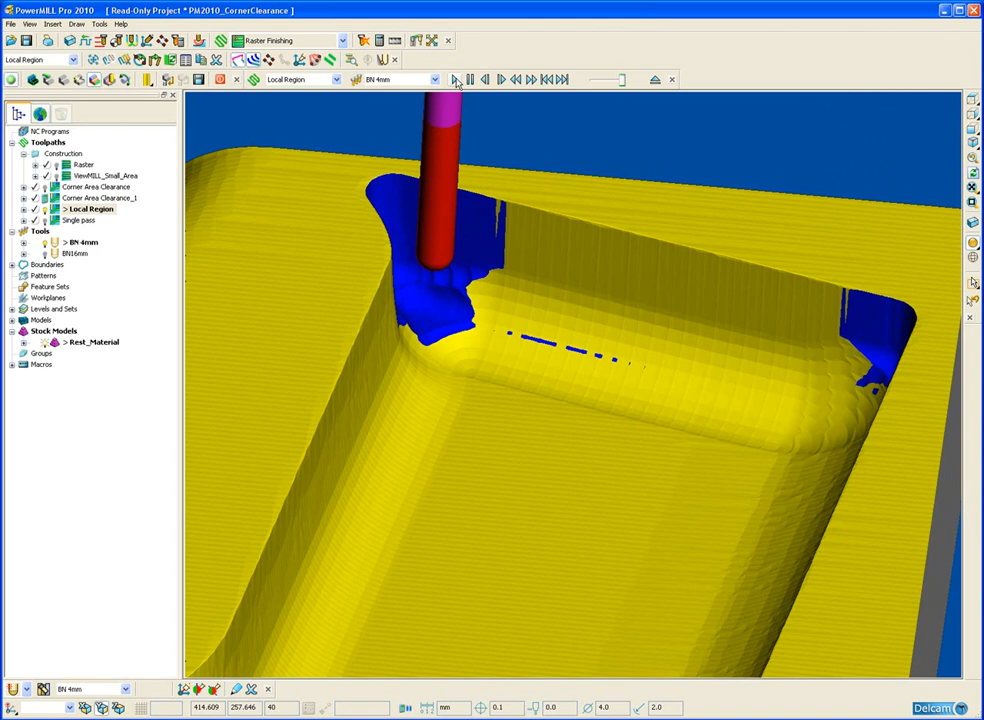 PowerMILL Pro 2010   [ Read-Only Project * PM2010_CornerClearance ]
File View Insert Draw Tools Help
Raster Finishing
Local Region
Local Region BN 4mm
NC Programs
Toolpaths
Construction
Raster
ViewMILL_Small_Area
Corner Area Clearance
Corner Area Clearance_1
> Local Region
Single pass
Tools
> BN 4mm
BN16mm
Boundaries
Patterns
Feature Sets
Workplanes
Levels and Sets
Models
Stock Models
> Rest_Material
Groups
Macros
BN 4mm
414.609 257.646 40 mm 0.1 0.0 4.0 2.0 Delcam